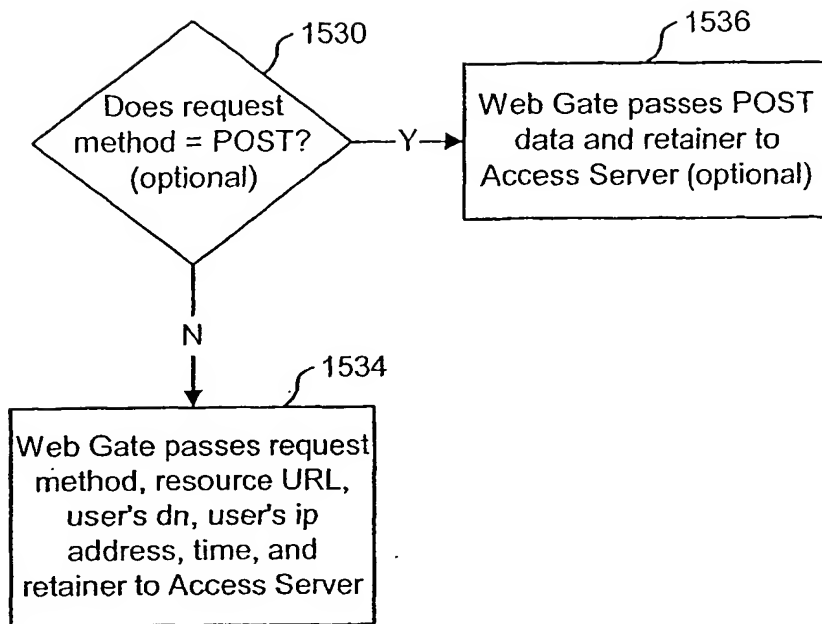 1530
Does request
method = POST?
(optional)
Y
1536
Web Gate passes POST
data and retainer to
Access Server (optional)
N
1534
Web Gate passes request
method, resource URL,
user's dn, user's ip
address, time, and
retainer to Access Server